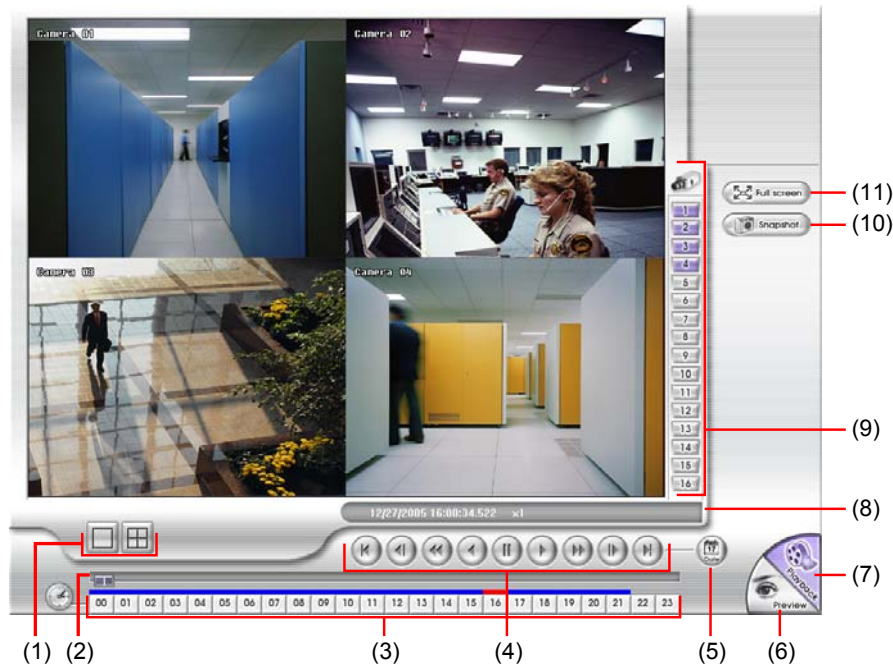 Camera 01
Camera 02
1
Full screen
(11)
Snapshot
(10)
1
2
3
4
5
6
7
8
9
10
11
12
13
14
15
16
(9)
Camera 03
Camera 04
12/27/2005 16:00:34.522 x1
(8)
17
Date
Playback
(7)
Preview
00 01 02 03 04 05 06 07 08 09 10 11 12 13 14 15 16 17 18 19 20 21 22 23
(1) (2) (3) (4) (5) (6)